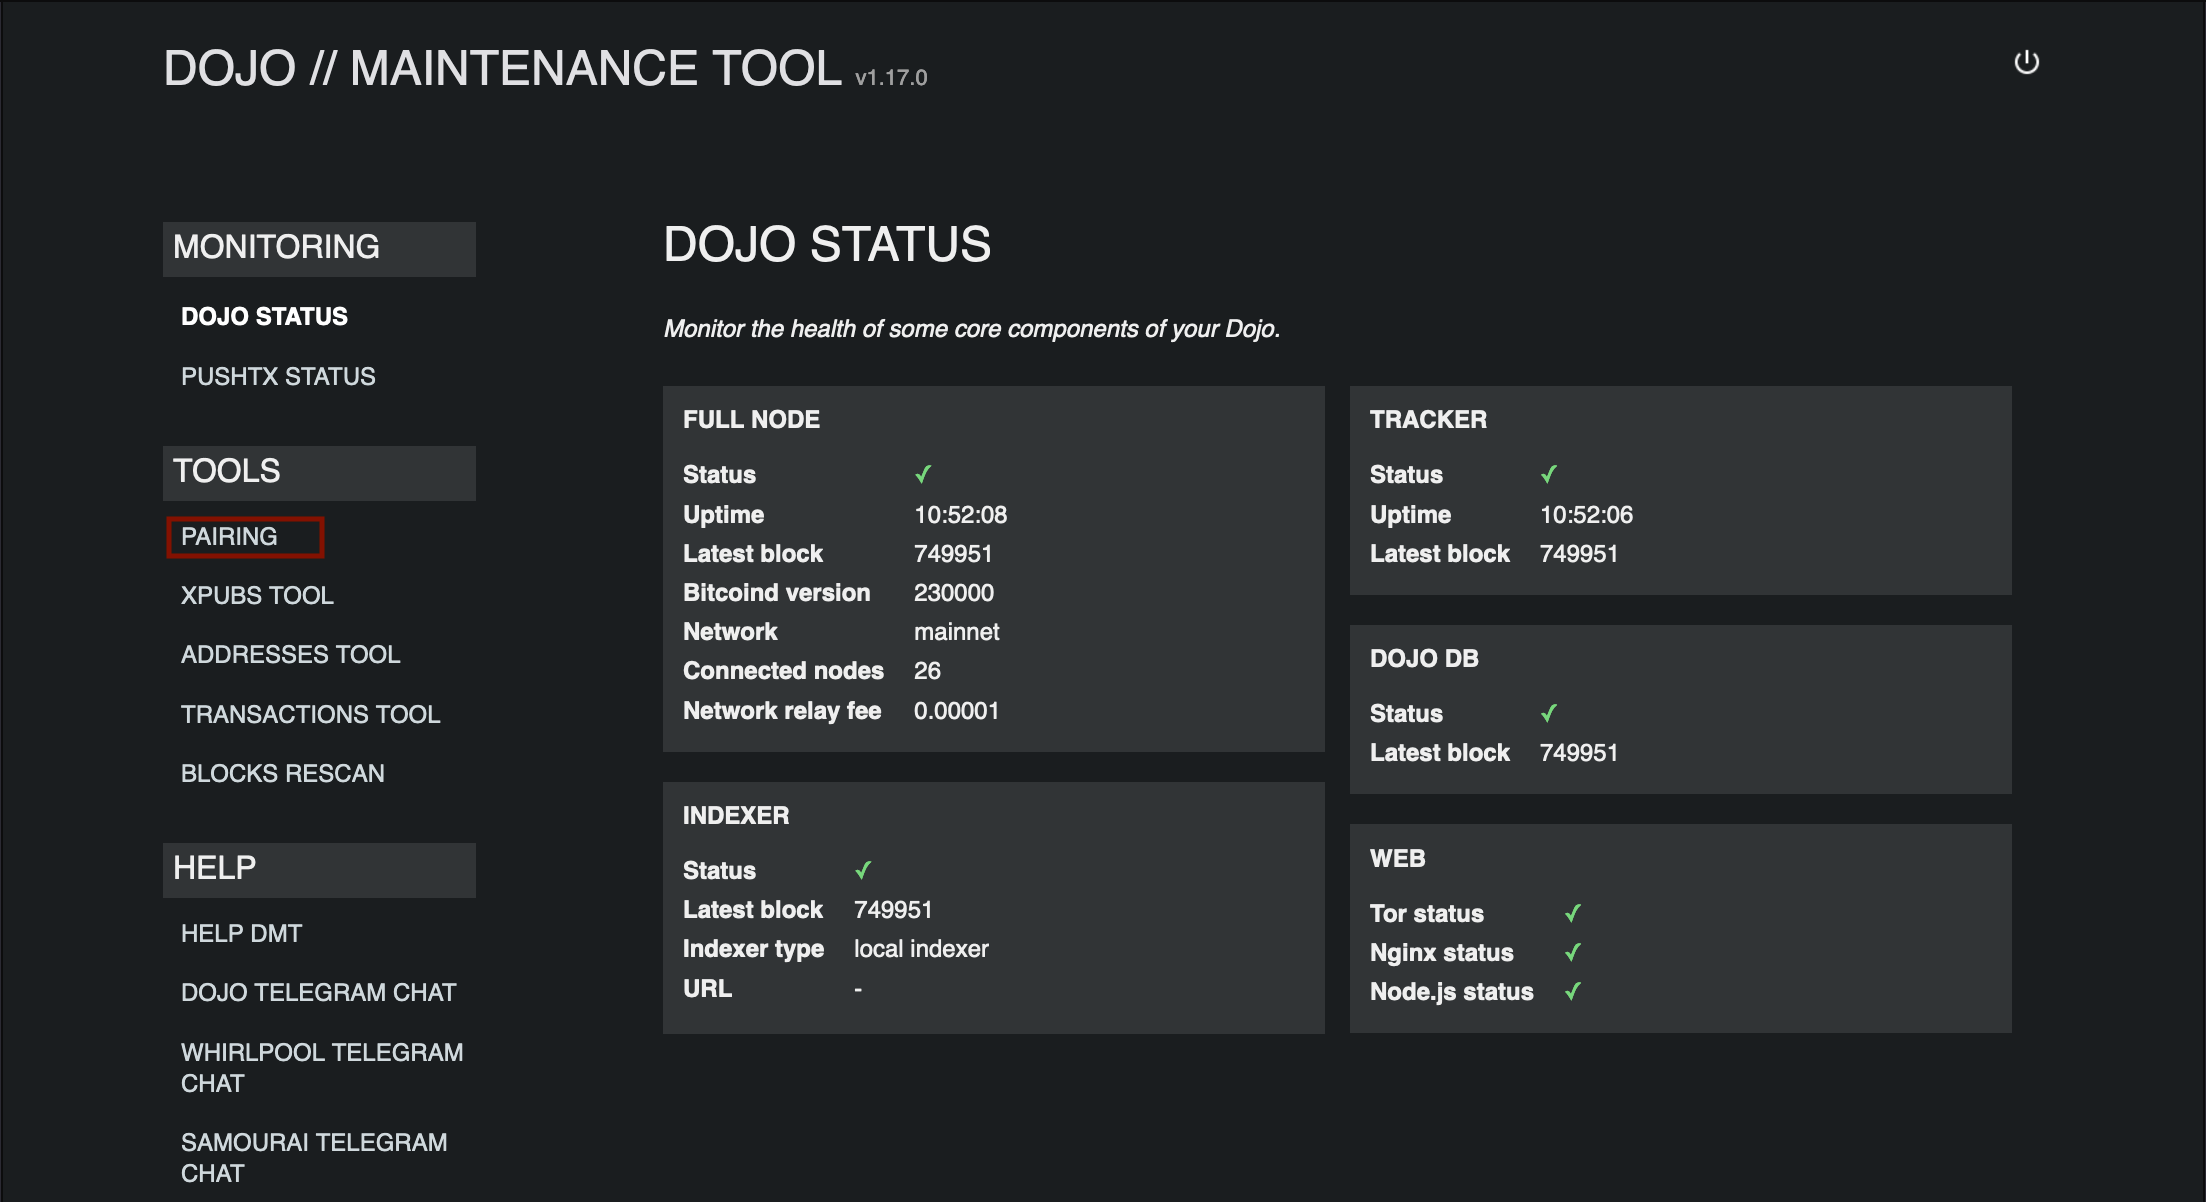 DOJO // MAINTENANCE TOOL v1.17.0
MONITORING
DOJO STATUS
PUSHTX STATUS
TOOLS
PAIRING
XPUBS TOOL
ADDRESSES TOOL
TRANSACTIONS TOOL
BLOCKS RESCAN
HELP
HELP DMT
DOJO TELEGRAM CHAT
WHIRLPOOL TELEGRAM
CHAT
SAMOURAI TELEGRAM
CHAT
DOJO STATUS
Monitor the health of some core components of your Dojo.
FULL NODE
Status ✓
Uptime 10:52:08
Latest block 749951
Bitcoind version 230000
Network mainnet
Connected nodes 26
Network relay fee 0.00001
INDEXER
Status ✓
Latest block 749951
Indexer type local indexer
URL -
TRACKER
Status ✓
Uptime 10:52:06
Latest block 749951
DOJO DB
Status ✓
Latest block 749951
WEB
Tor status ✓
Nginx status ✓
Node.js status ✓